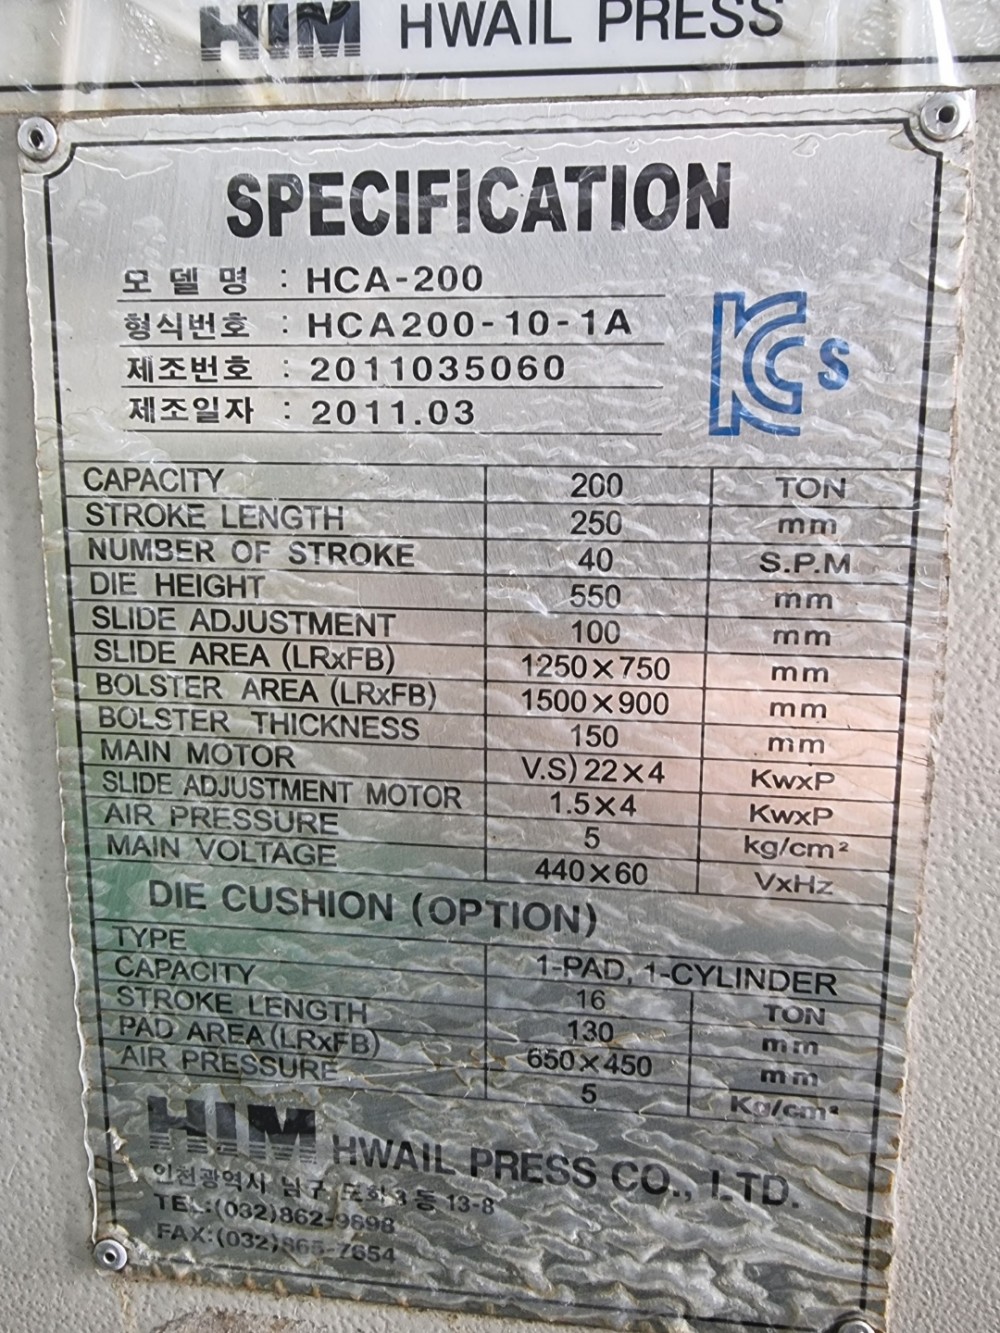 HIM HWAIL PRESS
SPECIFICATION
모델명 : HCA-200
형식번호 : HCA200-10-1A
제조번호 : 2011035060
제조일자 : 2011.03
KCs
CAPACITY 200 TON
STROKE LENGTH 250 mm
NUMBER OF STROKE 40 S.P.M
DIE HEIGHT 550 mm
SLIDE ADJUSTMENT 100 mm
SLIDE AREA (LRxFB) 1250×750 mm
BOLSTER AREA (LRxFB) 1500×900 mm
BOLSTER THICKNESS 150 mm
MAIN MOTOR V.S) 22×4 KwxP
SLIDE ADJUSTMENT MOTOR 1.5×4 KwxP
AIR PRESSURE 5 kg/cm²
MAIN VOLTAGE 440×60 VxHz
DIE CUSHION (OPTION)
TYPE 1-PAD, 1-CYLINDER
CAPACITY 16 TON
STROKE LENGTH 130 mm
PAD AREA(LRxFB) 650×450 mm
AIR PRESSURE 5 Kg/cm²
HIM HWAIL PRESS CO., LTD.
인천광역시 남구 도화3동 13-8
TEL:(032)862-9898
FAX:(032)865-7654